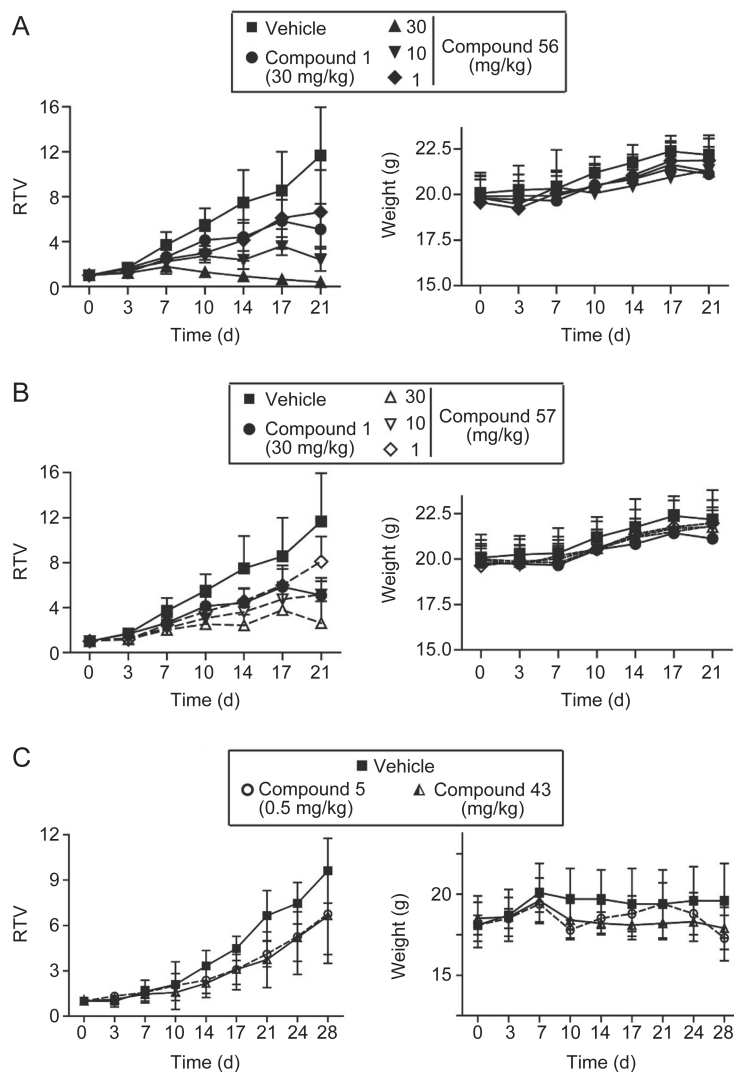 A
Vehicle
Compound 1
(30 mg/kg)
30
10
1
Compound 56
(mg/kg)
16
12
8
4
0
RTV
0 3 7 10 14 17 21
Time (d)
22.5
20.0
17.5
15.0
Weight (g)
0 3 7 10 14 17 21
Time (d)
B
Vehicle
Compound 1
(30 mg/kg)
30
10
1
Compound 57
(mg/kg)
16
12
8
4
0
RTV
0 3 7 10 14 17 21
Time (d)
22.5
20.0
17.5
15.0
Weight (g)
0 3 7 10 14 17 21
Time (d)
C
Vehicle
Compound 5
(0.5 mg/kg)
Compound 43
(mg/kg)
12
9
6
3
0
RTV
0 3 7 10 14 17 21 24 28
Time (d)
20
15
Weight (g)
0 3 7 10 14 17 21 24 28
Time (d)